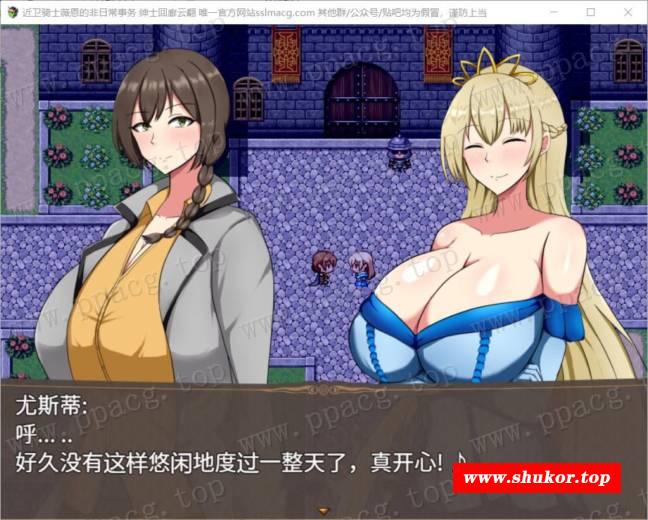 近卫骑士薇恩的非日常事务 绅士回廊云翻 唯一官方网站sslmacg.com 其他群/公众号/贴吧均为假冒，谨防上当
www.ppacg.top
尤斯蒂:
呼... ..
好久没有这样悠闲地度过一整天了，真开心! ♪
www.shukor.top